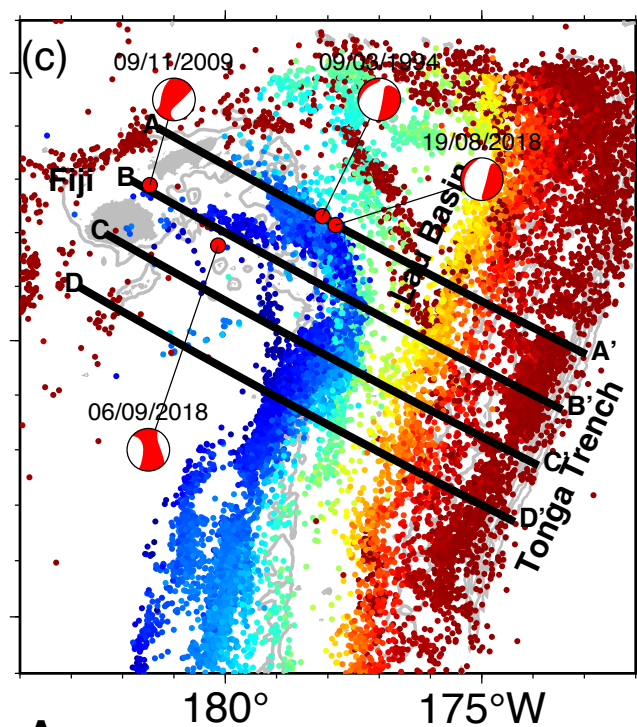 (c)
09/11/2009
09/03/1994
19/08/2018
A
Fiji
B
C
D
Lau Basin
06/09/2018
A'
B'
C'
D'
Tonga Trench
180°
175°W